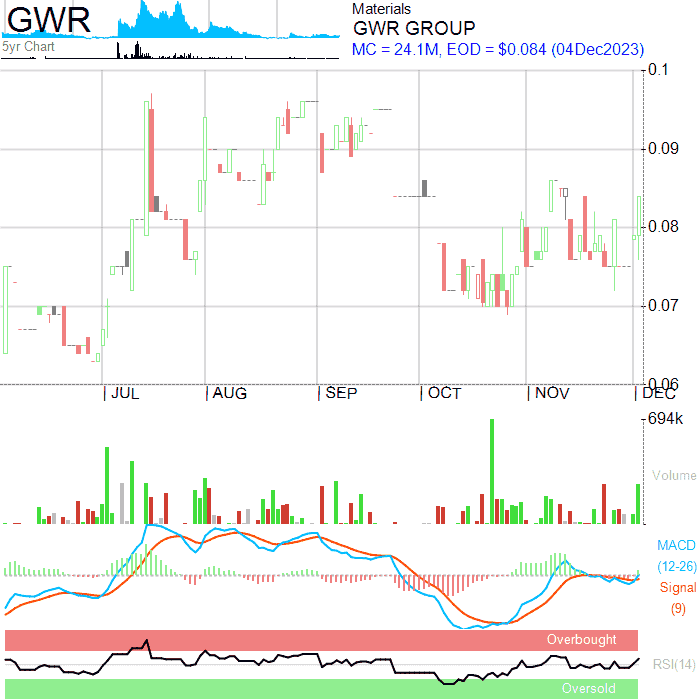 GWR
5yr Chart
Materials
GWR GROUP
MC = 24.1M, EOD = $0.084 (04Dec2023)
0.1
0.09
0.08
0.07
0.06
JUL AUG SEP OCT NOV DEC
694k
Volume
MACD
(12-26)
Signal
(9)
Overbought
RSI(14)
Oversold